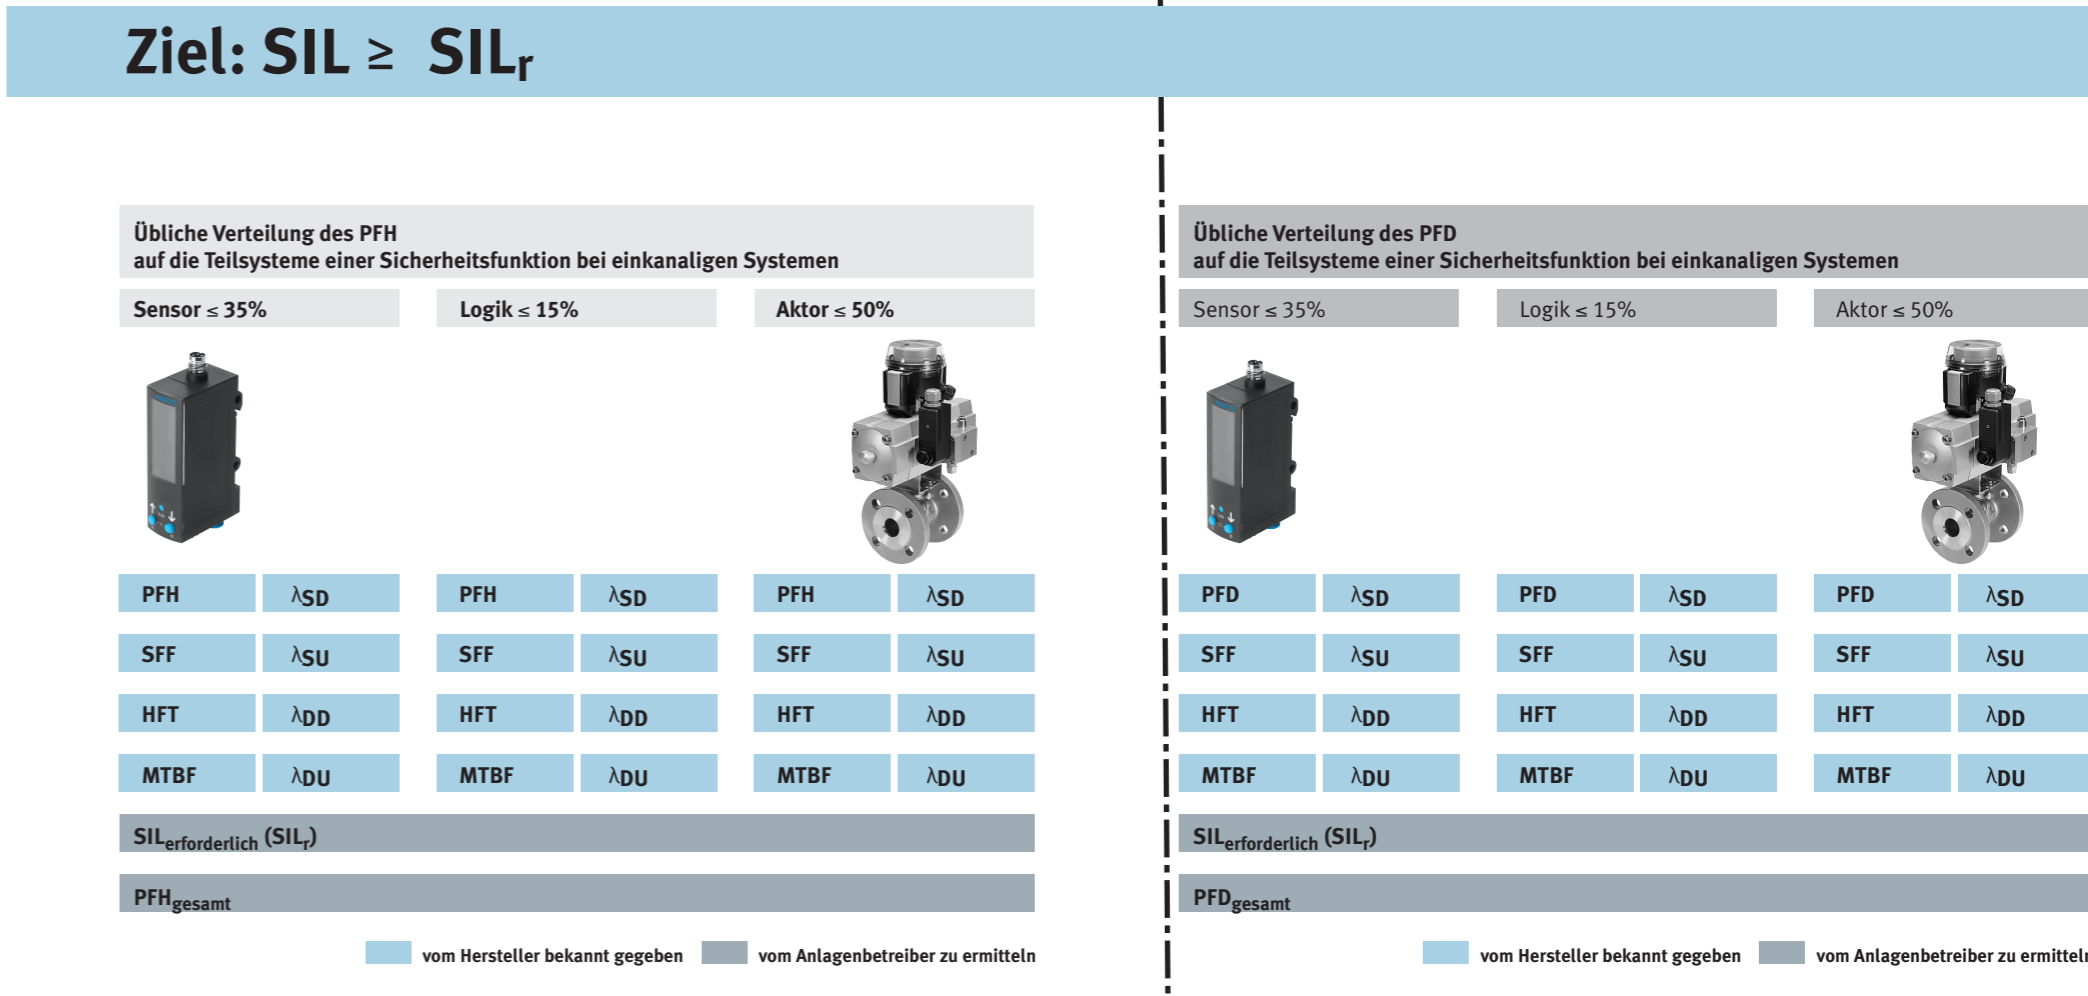 Ziel: SIL ≥ SILr
Übliche Verteilung des PFH
auf die Teilsysteme einer Sicherheitsfunktion bei einkanaligen Systemen
Sensor ≤ 35% Logik ≤ 15% Aktor ≤ 50%
PFH λSD PFH λSD PFH λSD
SFF λSU SFF λSU SFF λSU
HFT λDD HFT λDD HFT λDD
MTBF λDU MTBF λDU MTBF λDU
SILerforderlich (SILr)
PFHgesamt
vom Hersteller bekannt gegeben vom Anlagenbetreiber zu ermitteln
Übliche Verteilung des PFD
auf die Teilsysteme einer Sicherheitsfunktion bei einkanaligen Systemen
Sensor ≤ 35% Logik ≤ 15% Aktor ≤ 50%
PFD λSD PFD λSD PFD λSD
SFF λSU SFF λSU SFF λSU
HFT λDD HFT λDD HFT λDD
MTBF λDU MTBF λDU MTBF λDU
SILerforderlich (SILr)
PFDgesamt
vom Hersteller bekannt gegeben vom Anlagenbetreiber zu ermitteln